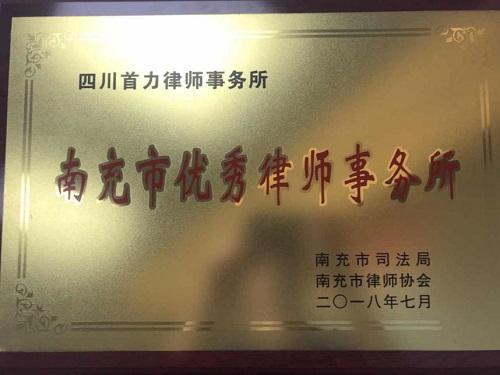 四川首力律师事务所
南充市优秀律师事务所
南充市司法局
南充市律师协会
二〇一八年七月